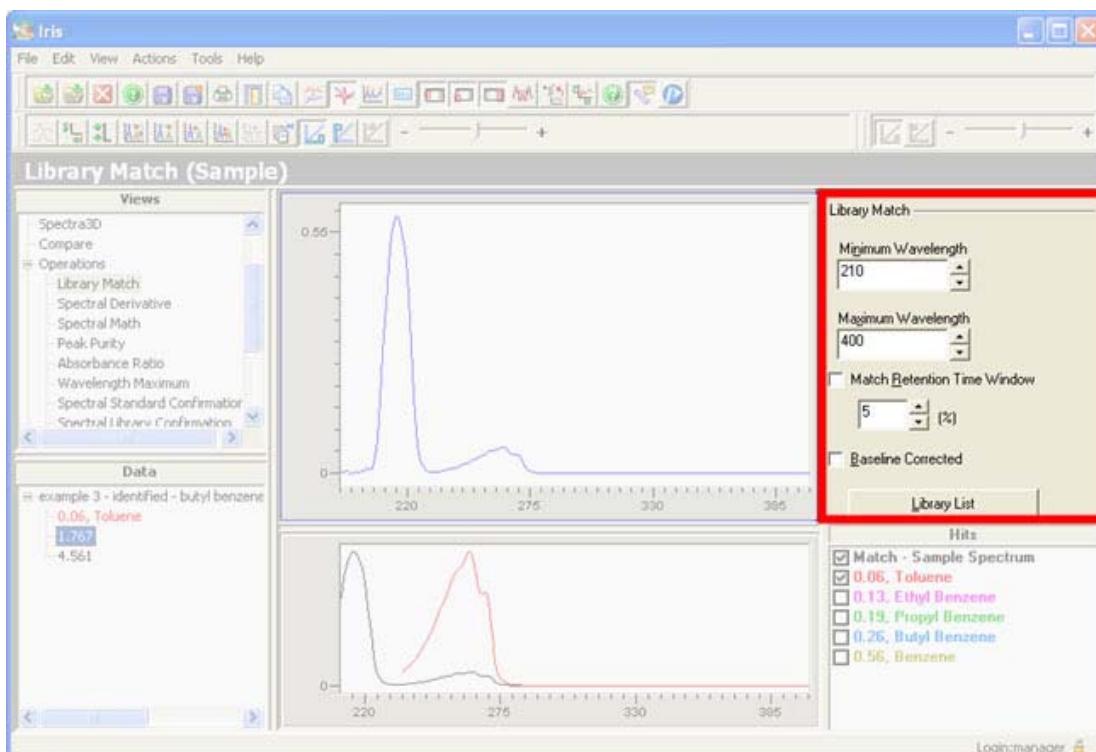 Iris
File Edit View Actions Tools Help
Library Match (Sample)
Views
Spectra3D
Compare
Operations
Library Match
Spectral Derivative
Spectral Math
Peak Purity
Absorbance Ratio
Wavelength Maximum
Spectral Standard Confirmation
Spectral Library Confirmation
Data
example 3 - identified - butyl benzene
0.06, Toluene
1.767
4.561
0.55
0
220 275 330 385
0
220 275 330 385
Library Match
Minimum Wavelength
210
Maximum Wavelength
400
Match Retention Time Window
5 (%)
Baseline Corrected
Library List
Hits
Match - Sample Spectrum
0.06, Toluene
0.13, Ethyl Benzene
0.19, Propyl Benzene
0.26, Butyl Benzene
0.56, Benzene
Login:manager